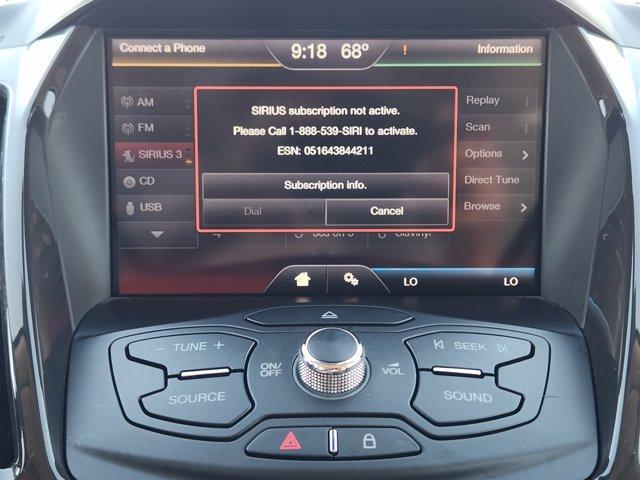 Connect a Phone 9:18 68° ! Information
SIRIUS subscription not active.
Please Call 1-888-539-SIRI to activate.
ESN: 051643844211
Subscription info.
Dial Cancel
AM
FM
SIRIUS 3
CD
USB
Replay
Scan
Options
Direct Tune
Browse
LO LO
− TUNE +
SOURCE
ON/
OFF
VOL
SEEK
SOUND